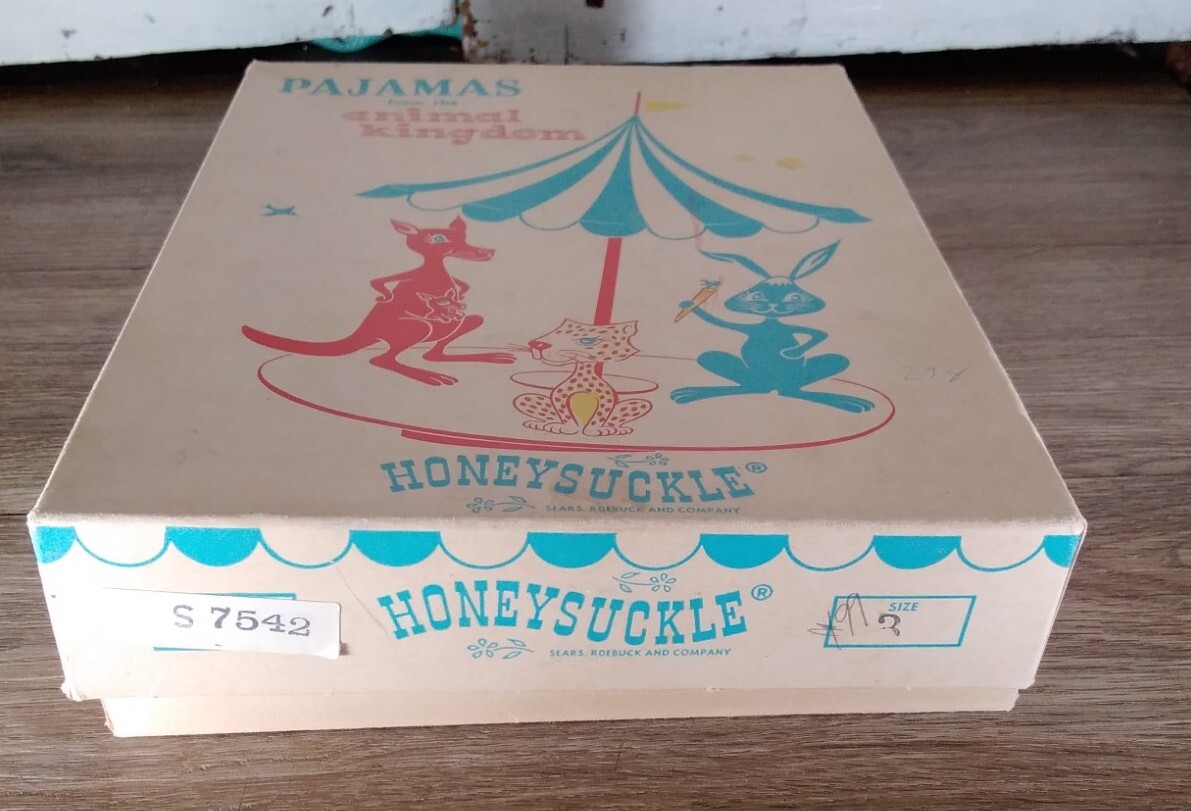 PAJAMAS
from the
animal
kingdom
HONEYSUCKLE®
SEARS, ROEBUCK AND COMPANY
S 7542
HONEYSUCKLE®
SEARS, ROEBUCK AND COMPANY
SIZE
3